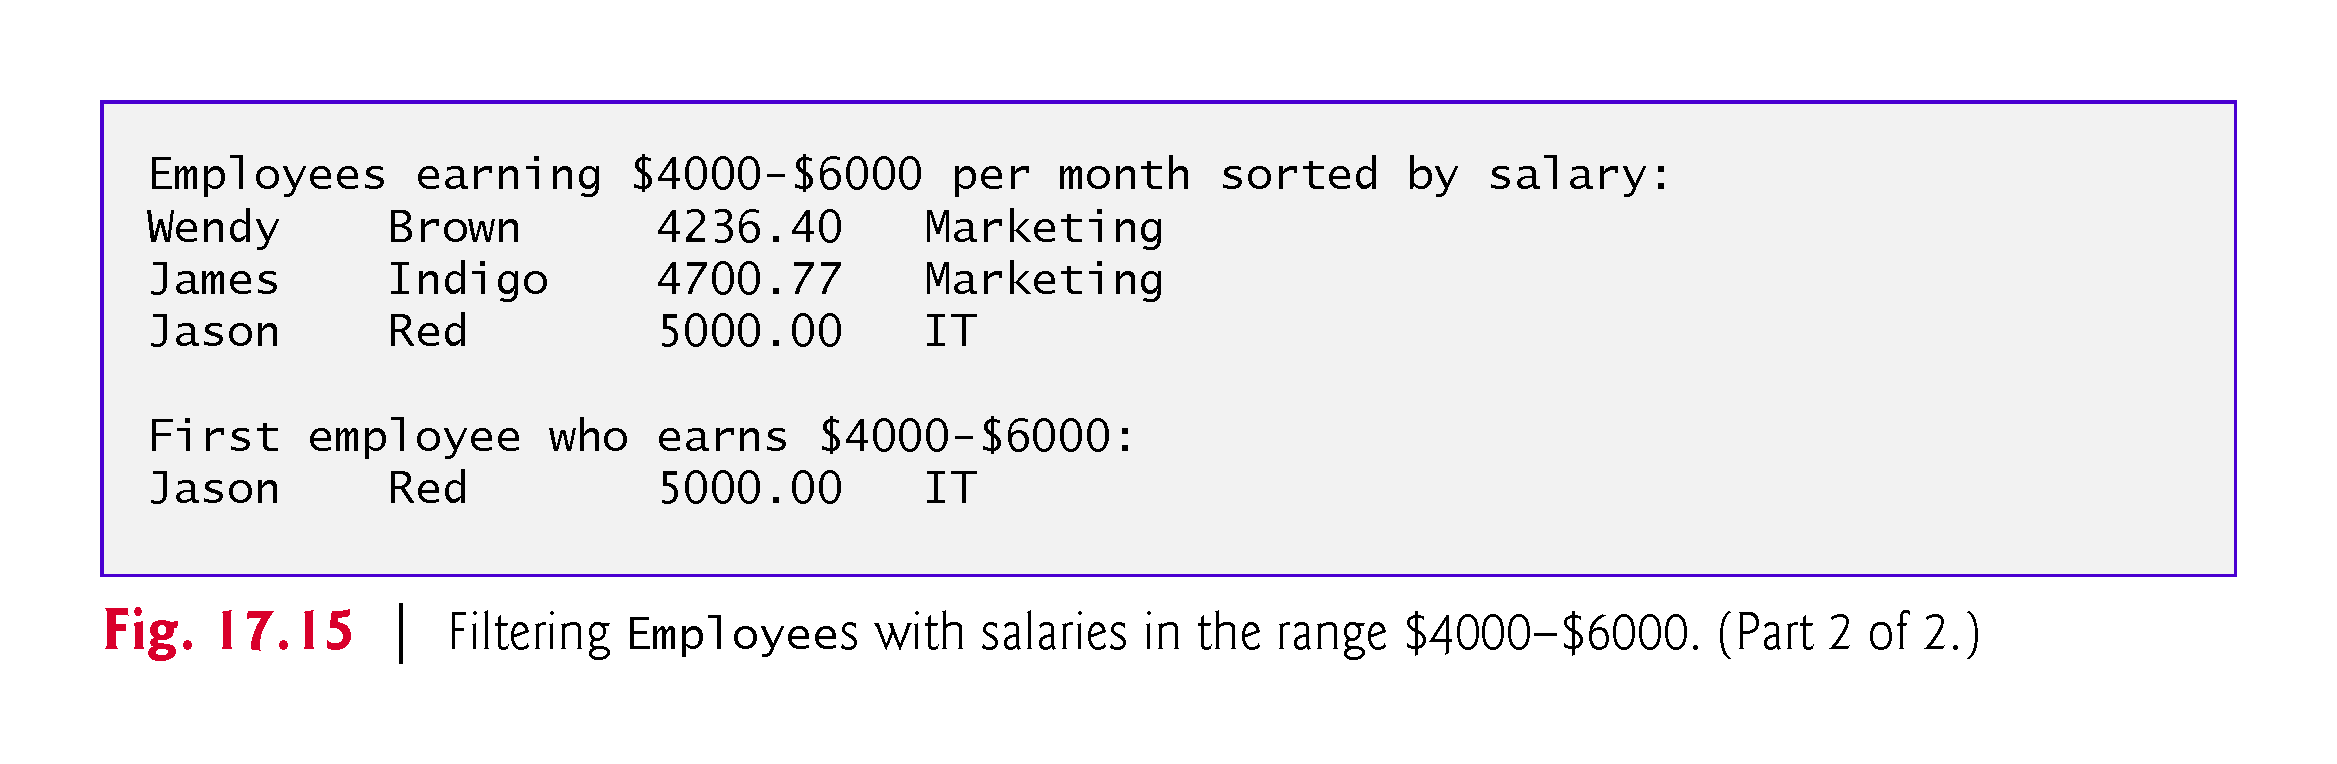 Employees earning $4000-$6000 per month sorted by salary:
Wendy    Brown     4236.40   Marketing
James    Indigo    4700.77   Marketing
Jason    Red       5000.00   IT
First employee who earns $4000-$6000:
Jason    Red       5000.00   IT
Fig. 17.15 | Filtering Employees with salaries in the range $4000–$6000. (Part 2 of 2.)